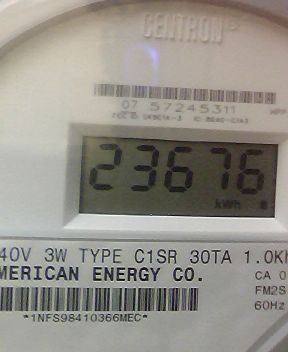 CENTRON®
07 57245311
23676
kWh
40V 3W TYPE C1SR 30TA 1.0Kh
MERICAN ENERGY CO.
CA 0
FM2S
60Hz
*1NFS98410366MEC*